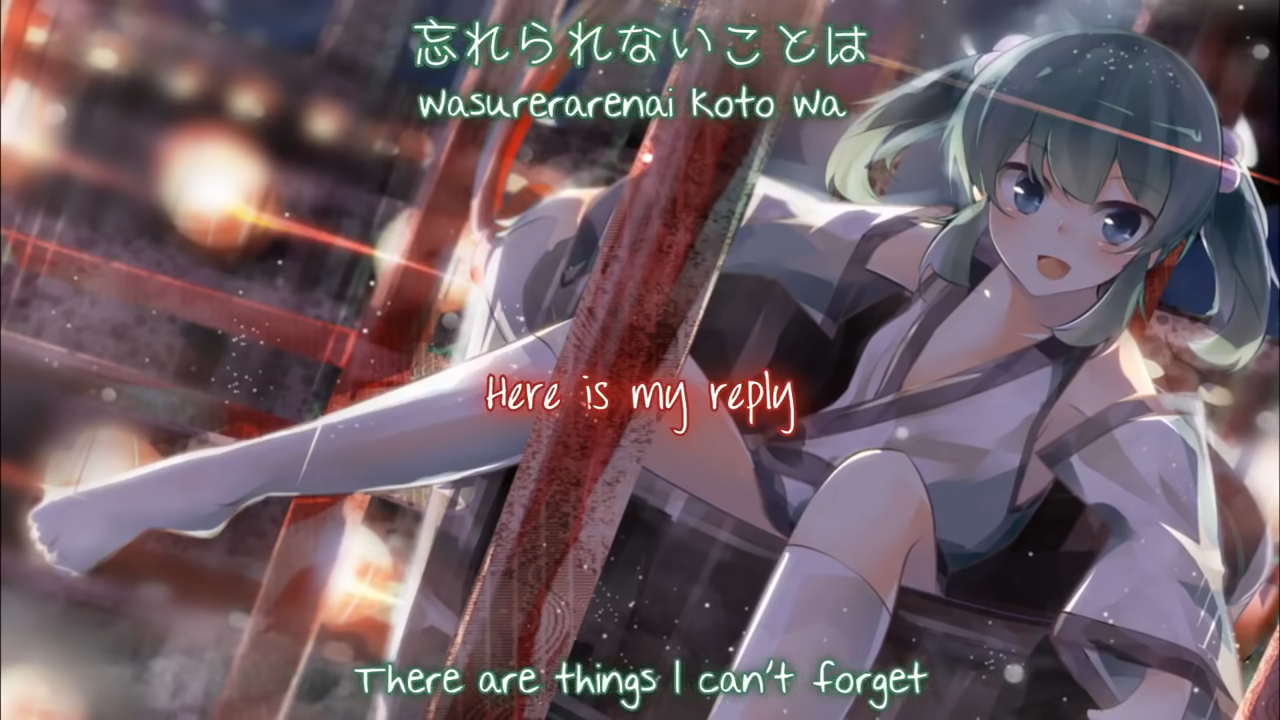 忘れられないことは
Wasurerarenai Koto Wa
Here is my reply
There are things I can't forget